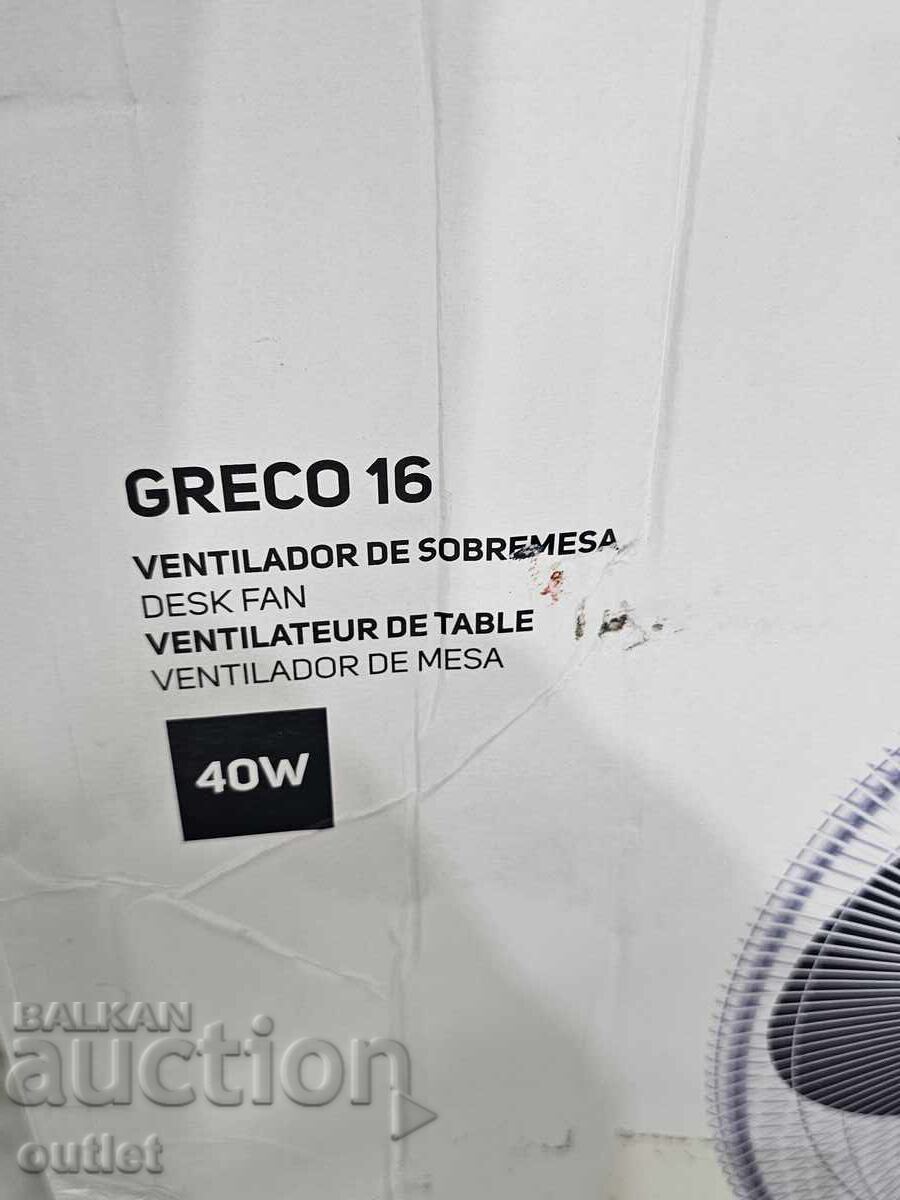 GRECO 16
VENTILADOR DE SOBREMESA
DESK FAN
VENTILATEUR DE TABLE
VENTILADOR DE MESA
40W
BALKAN
auction
outlet